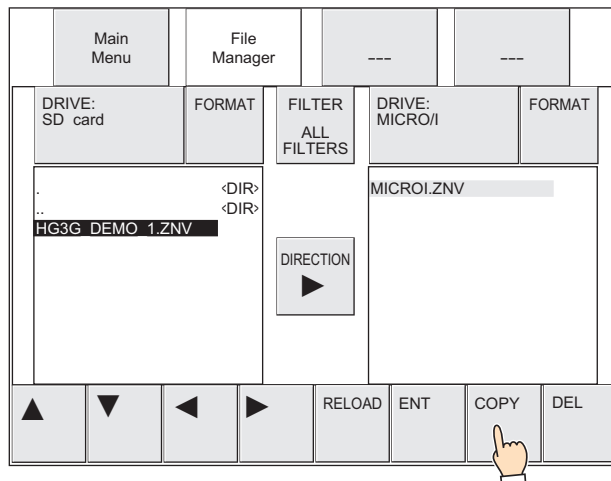 Main
Menu
File
Manager
---
---
DRIVE:
SD card
FORMAT
FILTER
ALL
FILTERS
DRIVE:
MICRO/I
FORMAT
. <DIR>
.. <DIR>
HG3G_DEMO_1.ZNV
MICROI.ZNV
DIRECTION
RELOAD
ENT
COPY
DEL